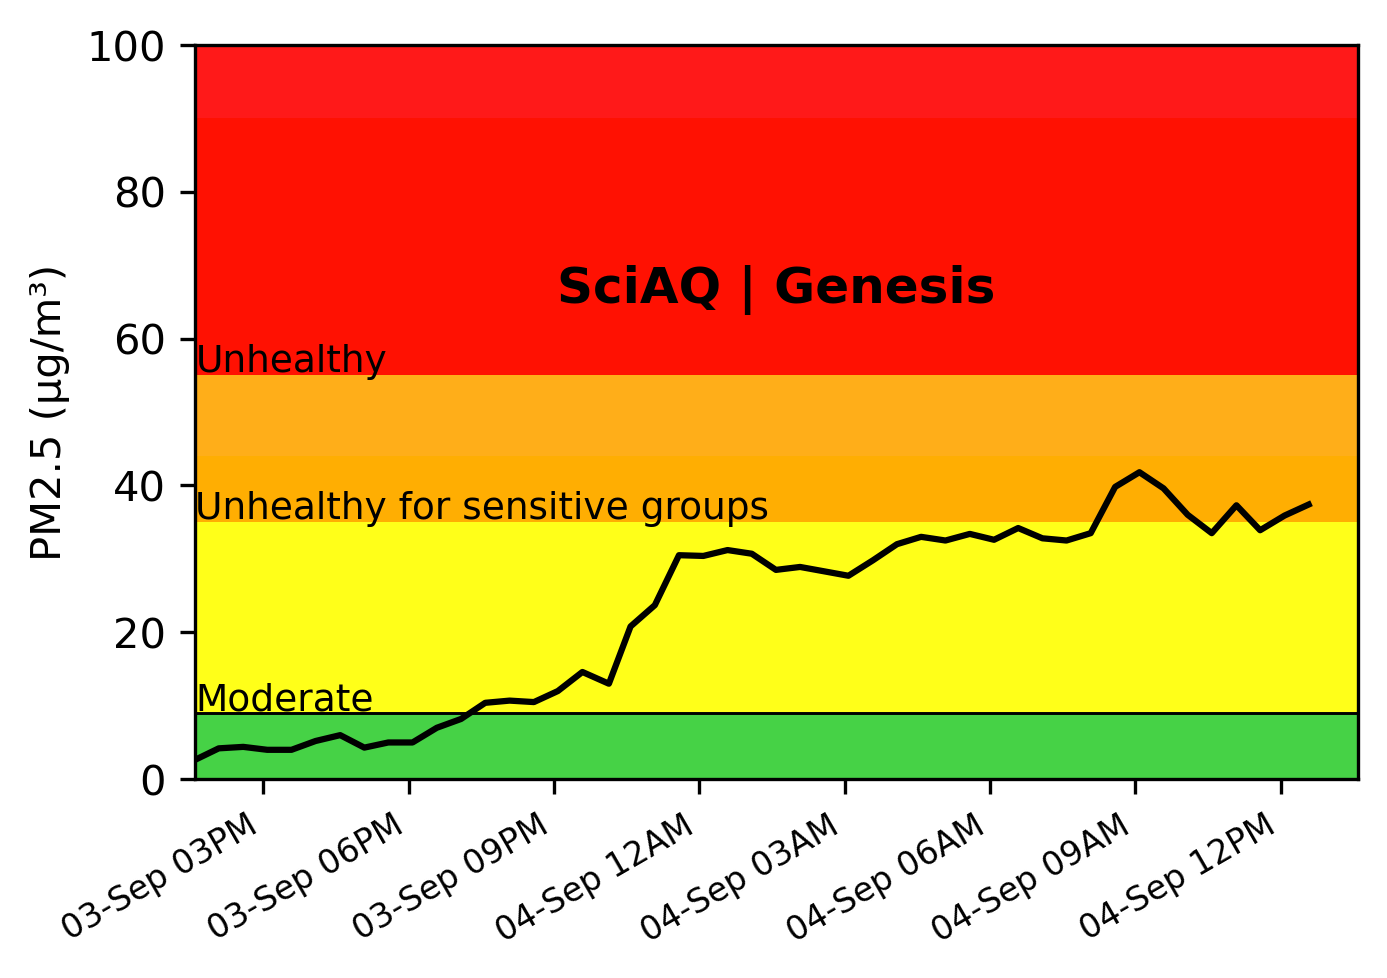 100
80
60
40
20
0
PM2.5 (µg/m³)
SciAQ | Genesis
Unhealthy
Unhealthy for sensitive groups
Moderate
03-Sep 03PM
03-Sep 06PM
03-Sep 09PM
04-Sep 12AM
04-Sep 03AM
04-Sep 06AM
04-Sep 09AM
04-Sep 12PM